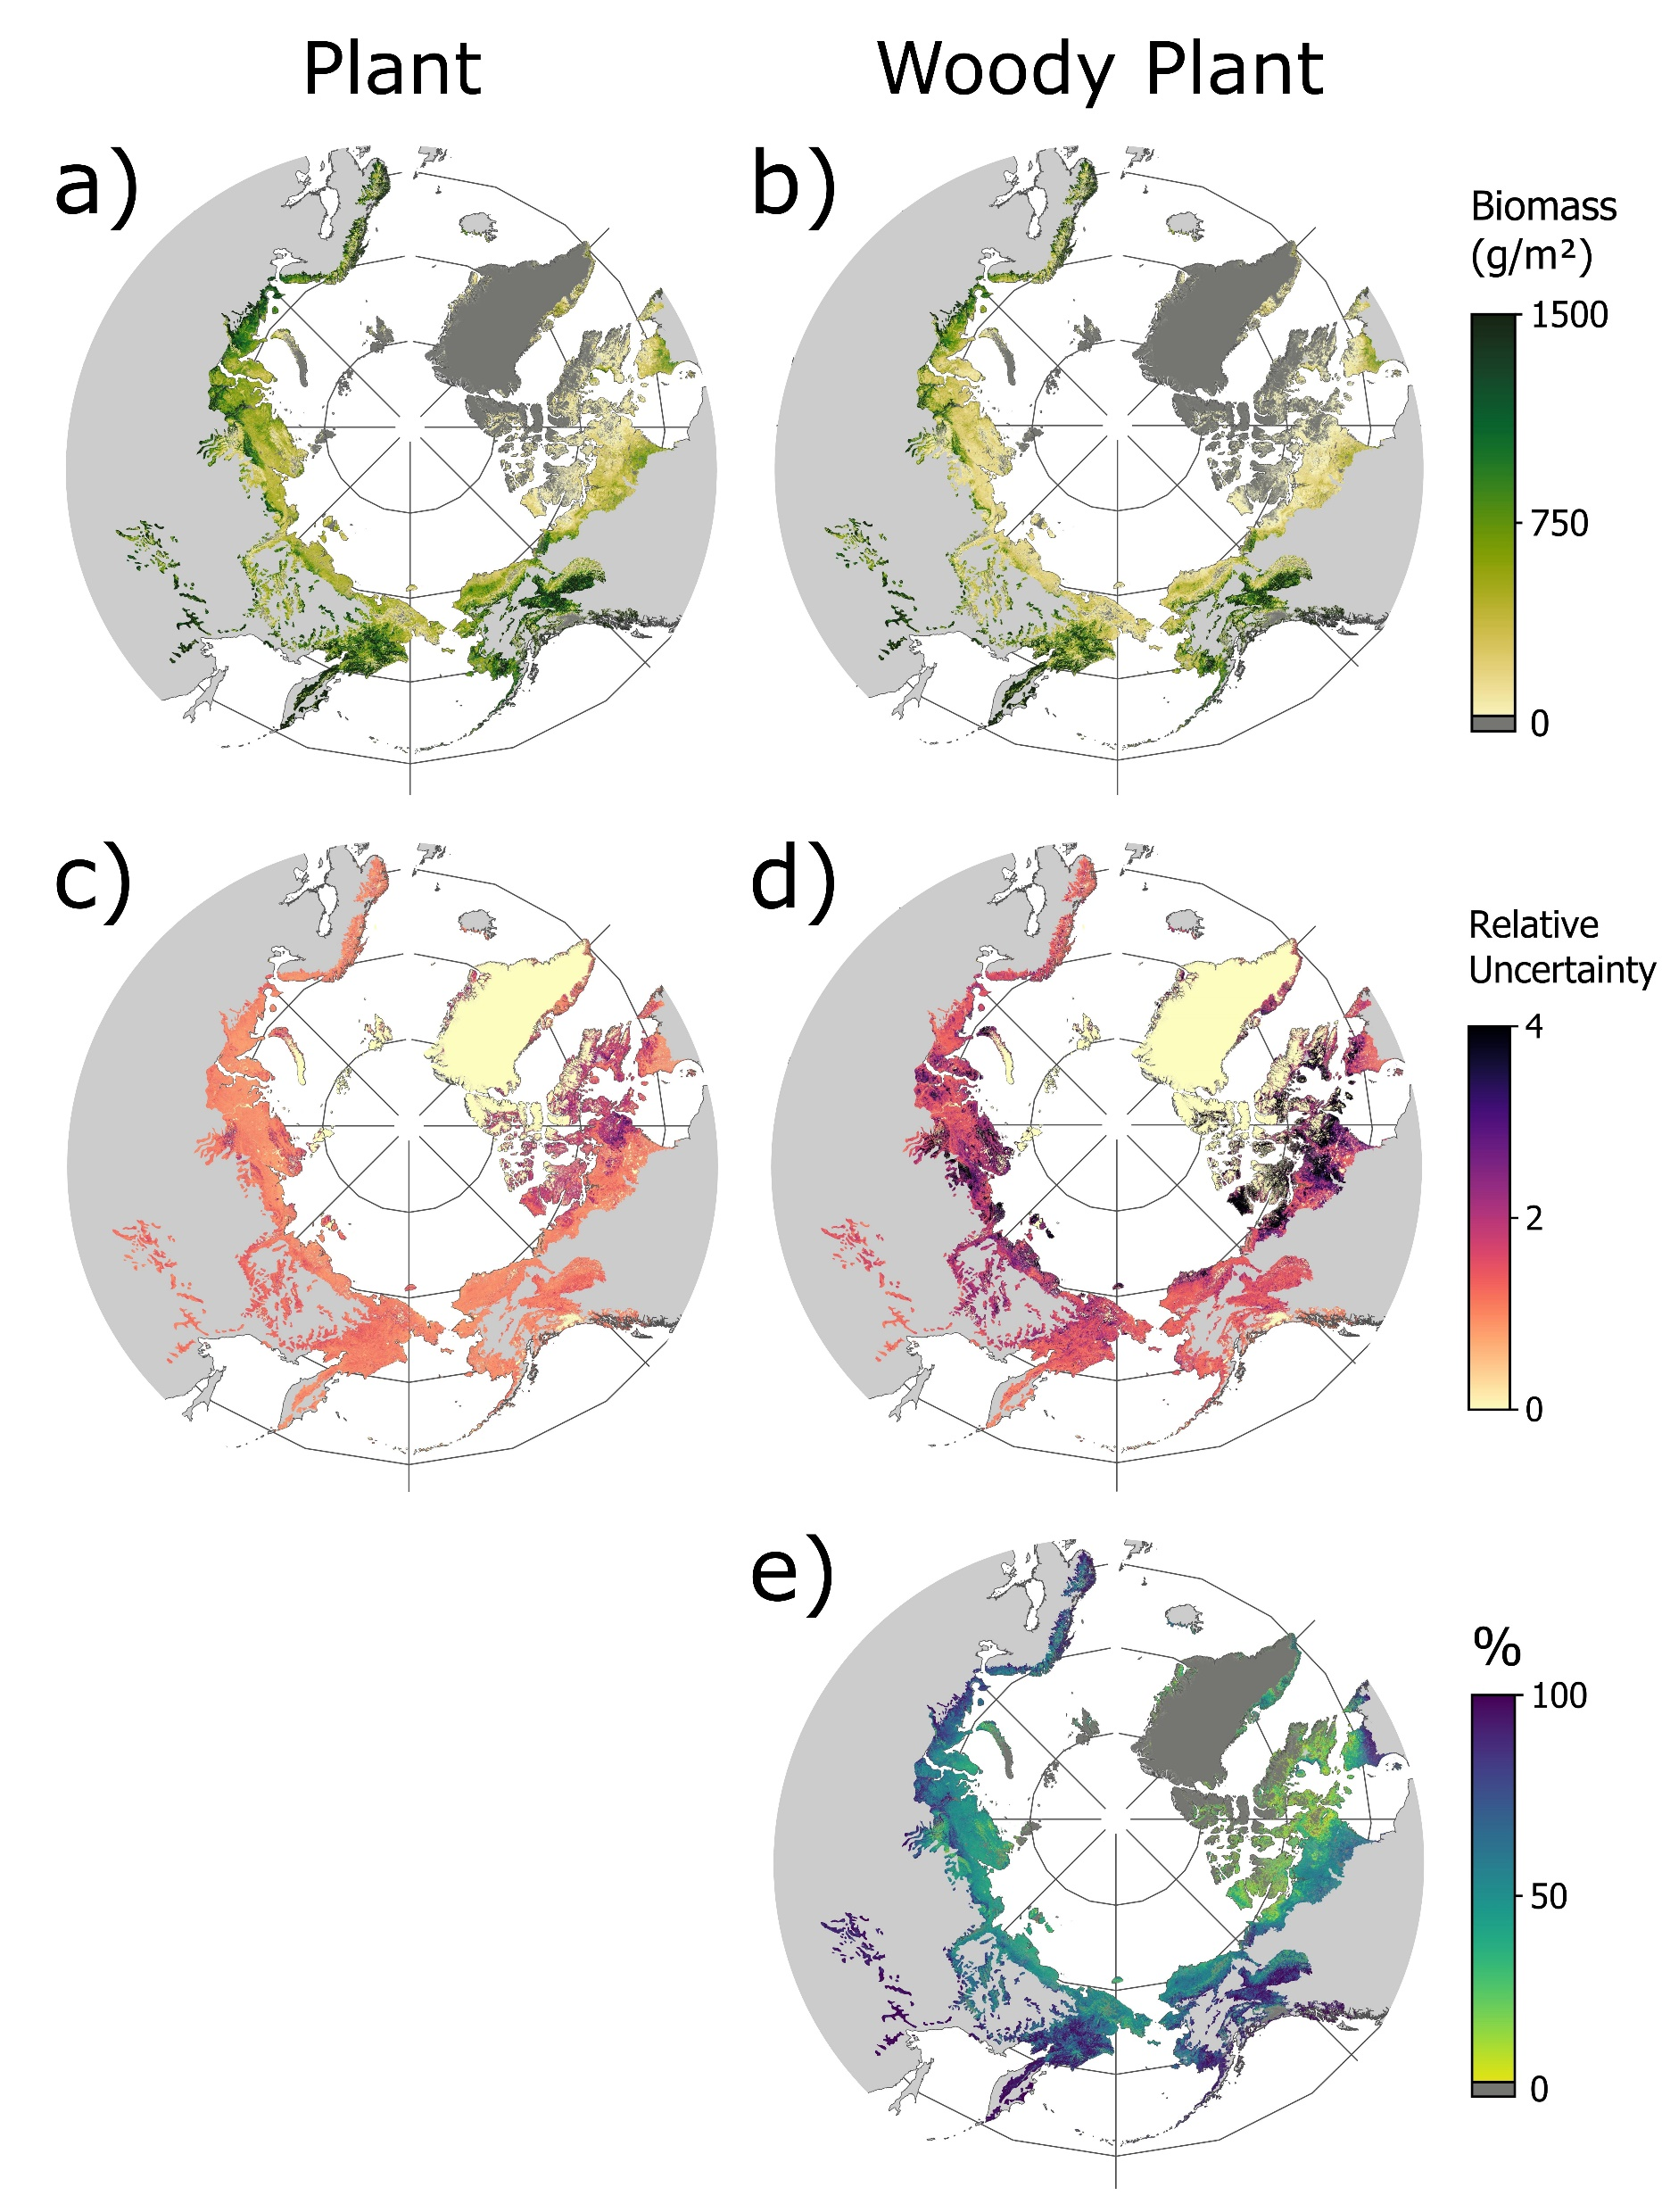 Plant
Woody Plant
a)
b)
Biomass
(g/m²)
1500
750
0
c)
d)
Relative
Uncertainty
4
2
0
e)
%
100
50
0